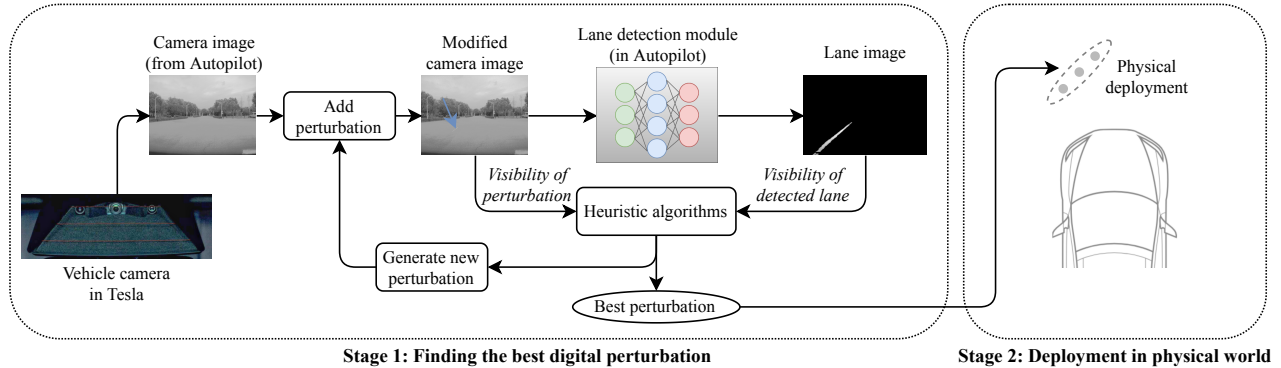 Camera image
(from Autopilot)
Add
perturbation
Modified
camera image
Lane detection module
(in Autopilot)
Lane image
Physical
deployment
Visibility of
perturbation
Visibility of
detected lane
Heuristic algorithms
Generate new
perturbation
Vehicle camera
in Tesla
Best perturbation
Stage 1: Finding the best digital perturbation
Stage 2: Deployment in physical world